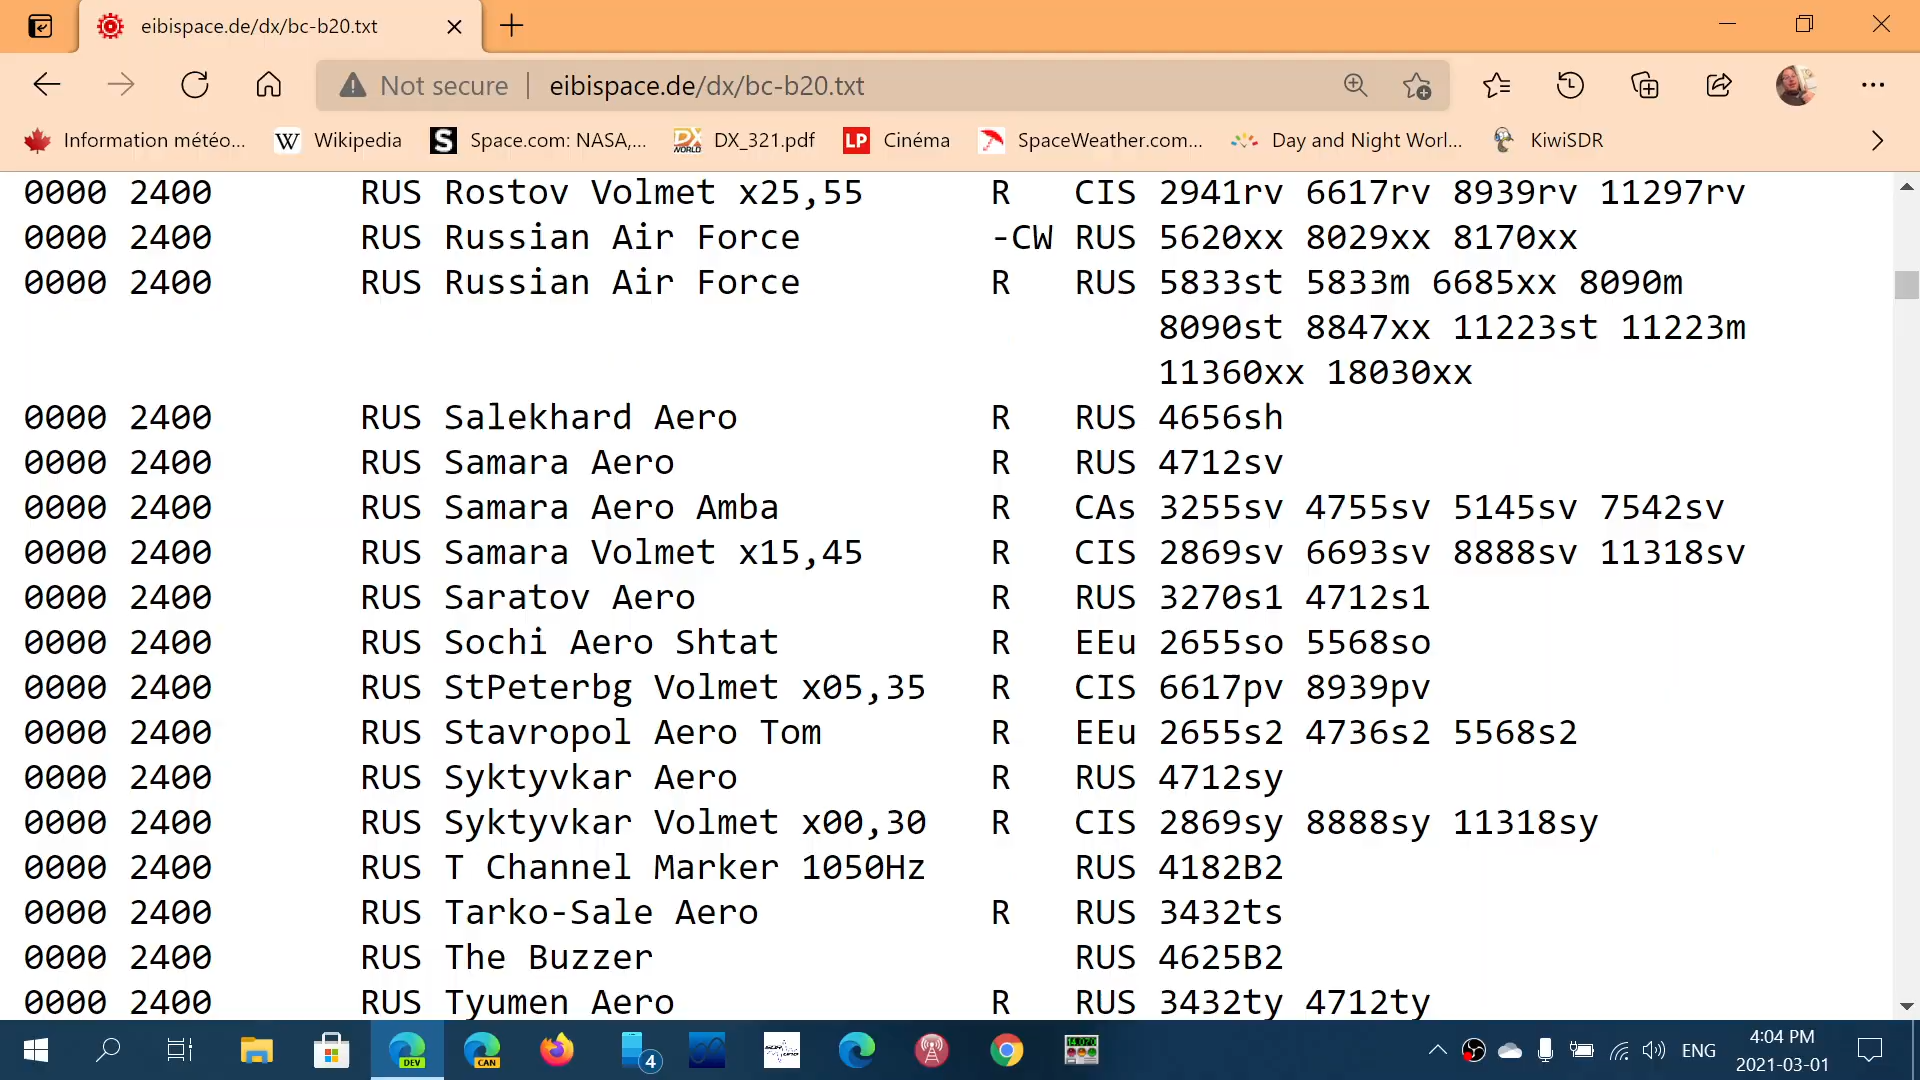 eibispace.de/dx/bc-b20.txt
Not secure | eibispace.de/dx/bc-b20.txt
Information météo... W Wikipedia S Space.com: NASA,... DX WORLD DX_321.pdf LP Cinéma SpaceWeather.com... Day and Night Worl... KiwiSDR
0000 2400 RUS Rostov Volmet x25,55 R CIS 2941rv 6617rv 8939rv 11297rv
0000 2400 RUS Russian Air Force -CW RUS 5620xx 8029xx 8170xx
0000 2400 RUS Russian Air Force R RUS 5833st 5833m 6685xx 8090m
8090st 8847xx 11223st 11223m
11360xx 18030xx
0000 2400 RUS Salekhard Aero R RUS 4656sh
0000 2400 RUS Samara Aero R RUS 4712sv
0000 2400 RUS Samara Aero Amba R CAs 3255sv 4755sv 5145sv 7542sv
0000 2400 RUS Samara Volmet x15,45 R CIS 2869sv 6693sv 8888sv 11318sv
0000 2400 RUS Saratov Aero R RUS 3270s1 4712s1
0000 2400 RUS Sochi Aero Shtat R EEu 2655so 5568so
0000 2400 RUS StPeterbg Volmet x05,35 R CIS 6617pv 8939pv
0000 2400 RUS Stavropol Aero Tom R EEu 2655s2 4736s2 5568s2
0000 2400 RUS Syktyvkar Aero R RUS 4712sy
0000 2400 RUS Syktyvkar Volmet x00,30 R CIS 2869sy 8888sy 11318sy
0000 2400 RUS T Channel Marker 1050Hz RUS 4182B2
0000 2400 RUS Tarko-Sale Aero R RUS 3432ts
0000 2400 RUS The Buzzer RUS 4625B2
0000 2400 RUS Tyumen Aero R RUS 3432ty 4712ty
DEV CAN 4 14.070 ENG 4:04 PM
2021-03-01